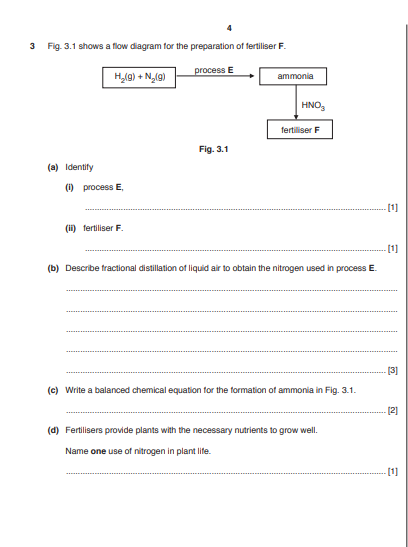 4
3 Fig. 3.1 shows a flow diagram for the preparation of fertiliser F.
H₂(g) + N₂(g) process E ammonia
HNO₃
fertiliser F
Fig. 3.1
(a) Identify
(i) process E,
[1]
(ii) fertiliser F.
[1]
(b) Describe fractional distillation of liquid air to obtain the nitrogen used in process E.
[3]
(c) Write a balanced chemical equation for the formation of ammonia in Fig. 3.1.
[2]
(d) Fertilisers provide plants with the necessary nutrients to grow well.
Name one use of nitrogen in plant life.
[1]